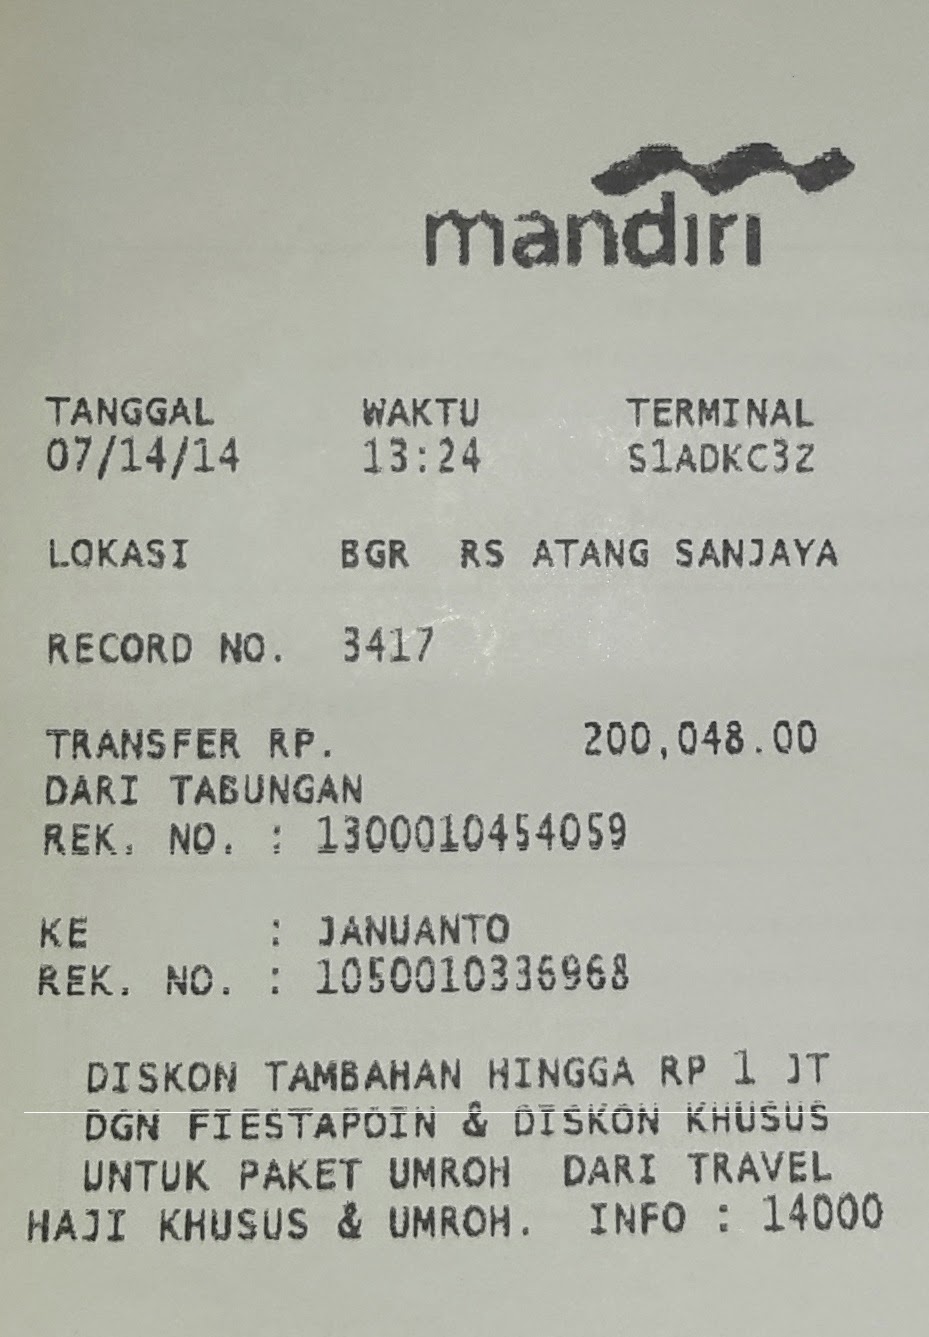 mandiri
TANGGAL WAKTU TERMINAL
07/14/14 13:24 S1ADKC3Z
LOKASI BGR RS ATANG SANJAYA
RECORD NO. 3417
TRANSFER RP. 200,048.00
DARI TABUNGAN
REK. NO. : 1300010454059
KE : JANUANTO
REK. NO. : 1050010336968
DISKON TAMBAHAN HINGGA RP 1 JT
DGN FIESTAPOIN & DISKON KHUSUS
UNTUK PAKET UMROH DARI TRAVEL
HAJI KHUSUS & UMROH. INFO : 14000